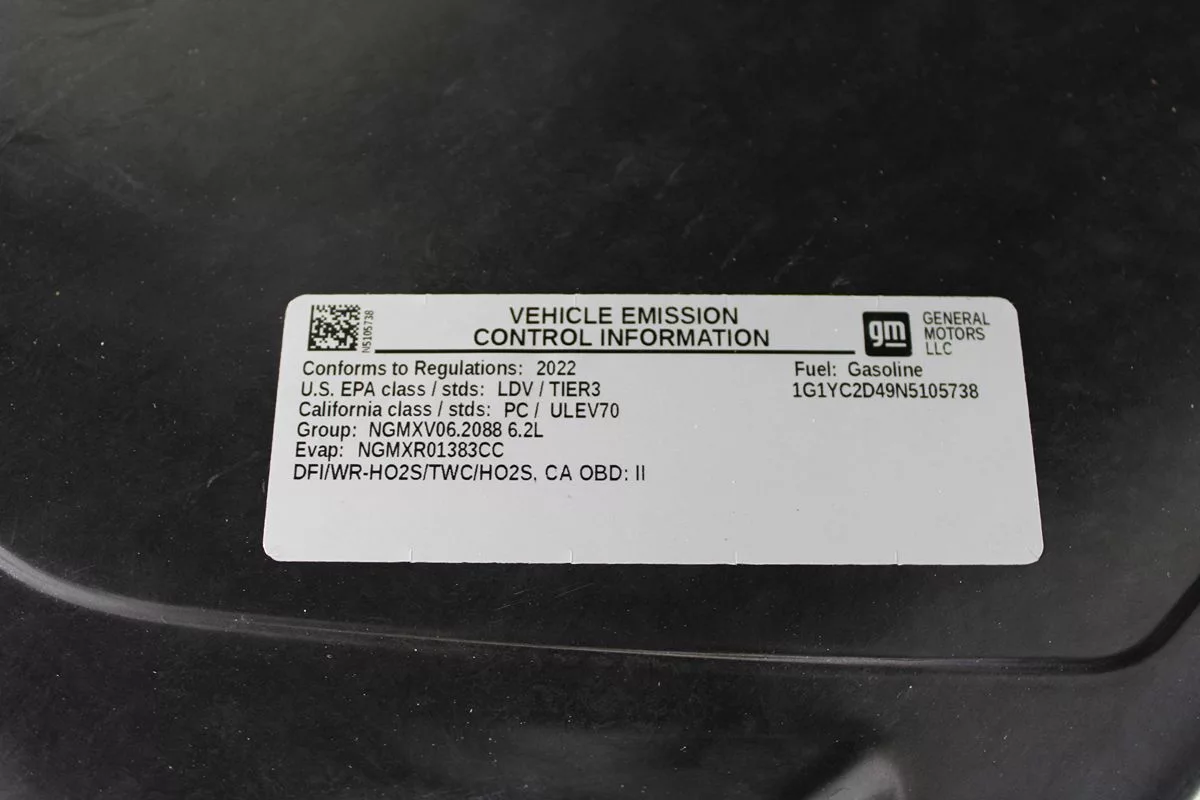 VEHICLE EMISSION
CONTROL INFORMATION
N5105738
gm
GENERAL
MOTORS
LLC
Conforms to Regulations: 2022
U.S. EPA class / stds: LDV / TIER3
California class / stds: PC / ULEV70
Group: NGMXV06.2088 6.2L
Evap: NGMXR01383CC
DFI/WR-HO2S/TWC/HO2S, CA OBD: II
Fuel: Gasoline
1G1YC2D49N5105738